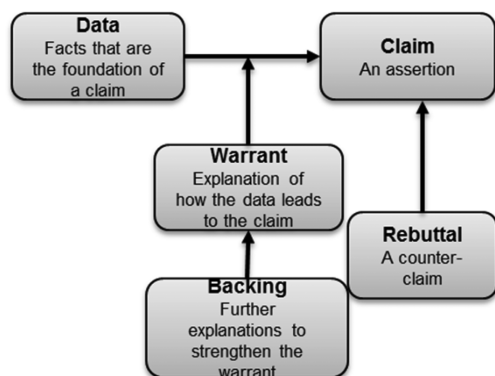 Data
Facts that are
the foundation of
a claim
Claim
An assertion
Warrant
Explanation of
how the data leads
to the claim
Rebuttal
A counter-
claim
Backing
Further
explanations to
strengthen the
warrant